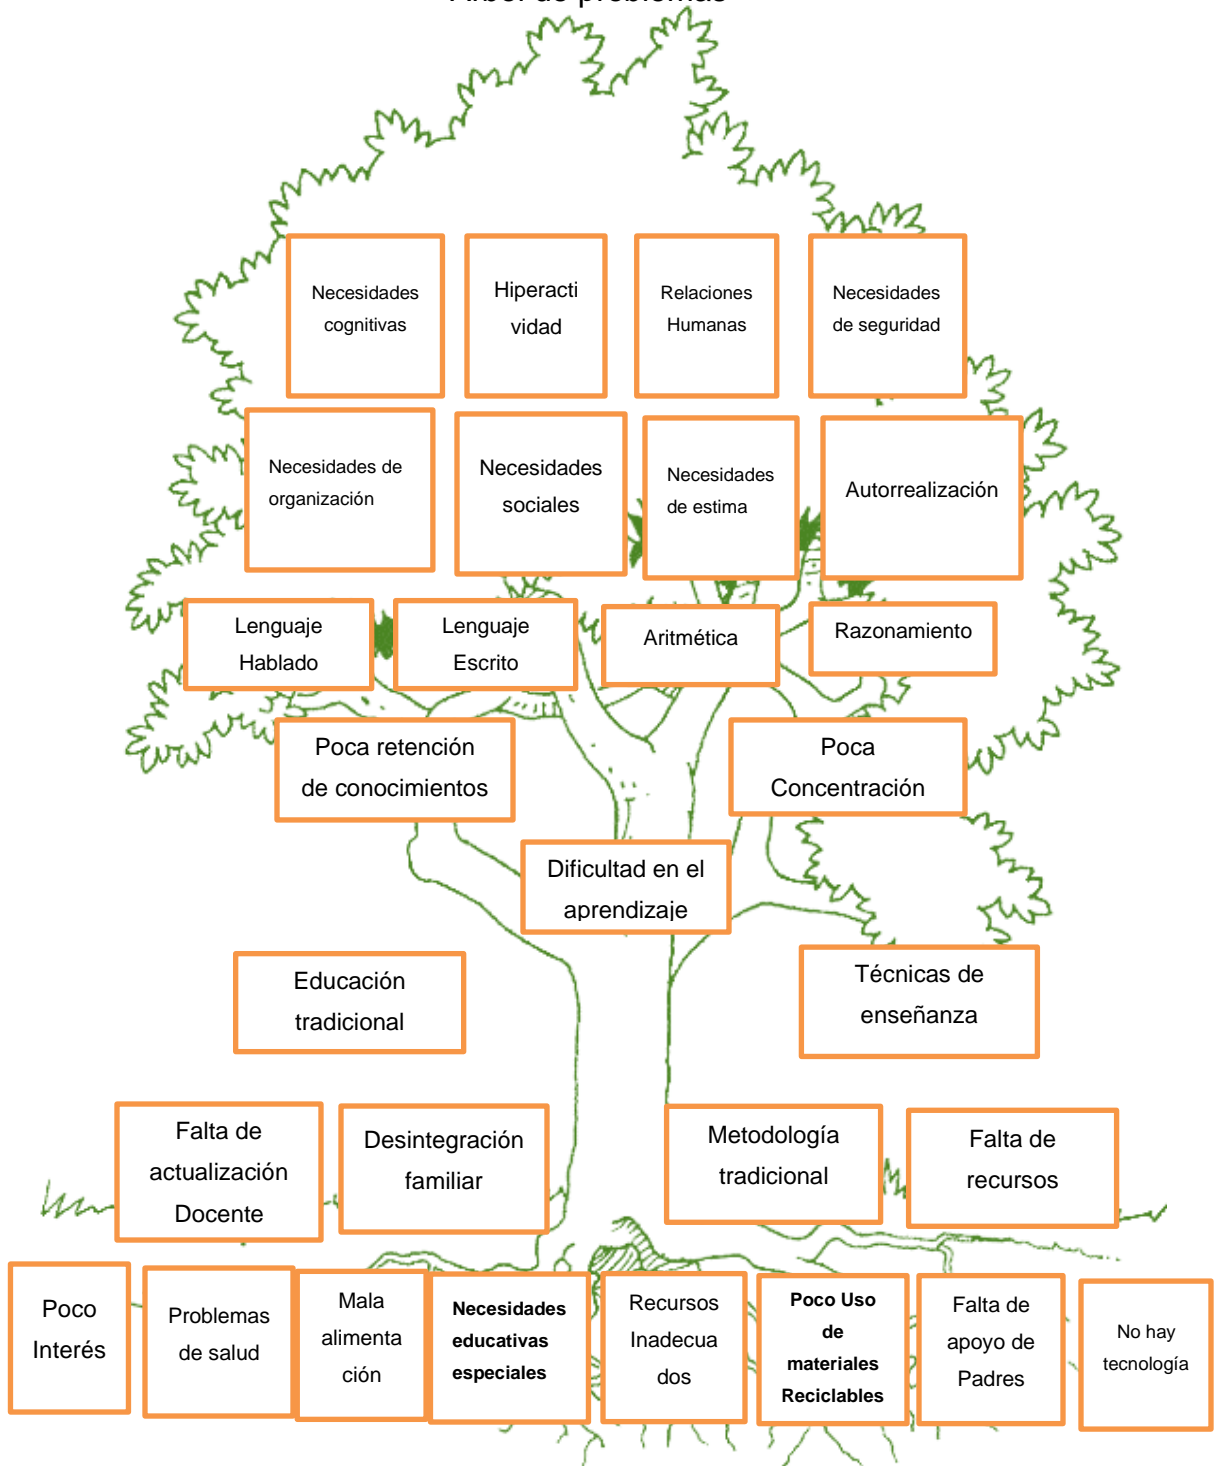 Árbol de problemas
Necesidades
cognitivas
Hiperacti
vidad
Relaciones
Humanas
Necesidades
de seguridad
Necesidades de
organización
Necesidades
sociales
Necesidades
de estima
Autorrealización
Lenguaje
Hablado
Lenguaje
Escrito
Aritmética
Razonamiento
Poca retención
de conocimientos
Poca
Concentración
Dificultad en el
aprendizaje
Educación
tradicional
Técnicas de
enseñanza
Falta de
actualización
Docente
Desintegración
familiar
Metodología
tradicional
Falta de
recursos
Poco
Interés
Problemas
de salud
Mala
alimenta
ción
Necesidades
educativas
especiales
Recursos
Inadecua
dos
Poco Uso
de
materiales
Reciclables
Falta de
apoyo de
Padres
No hay
tecnología